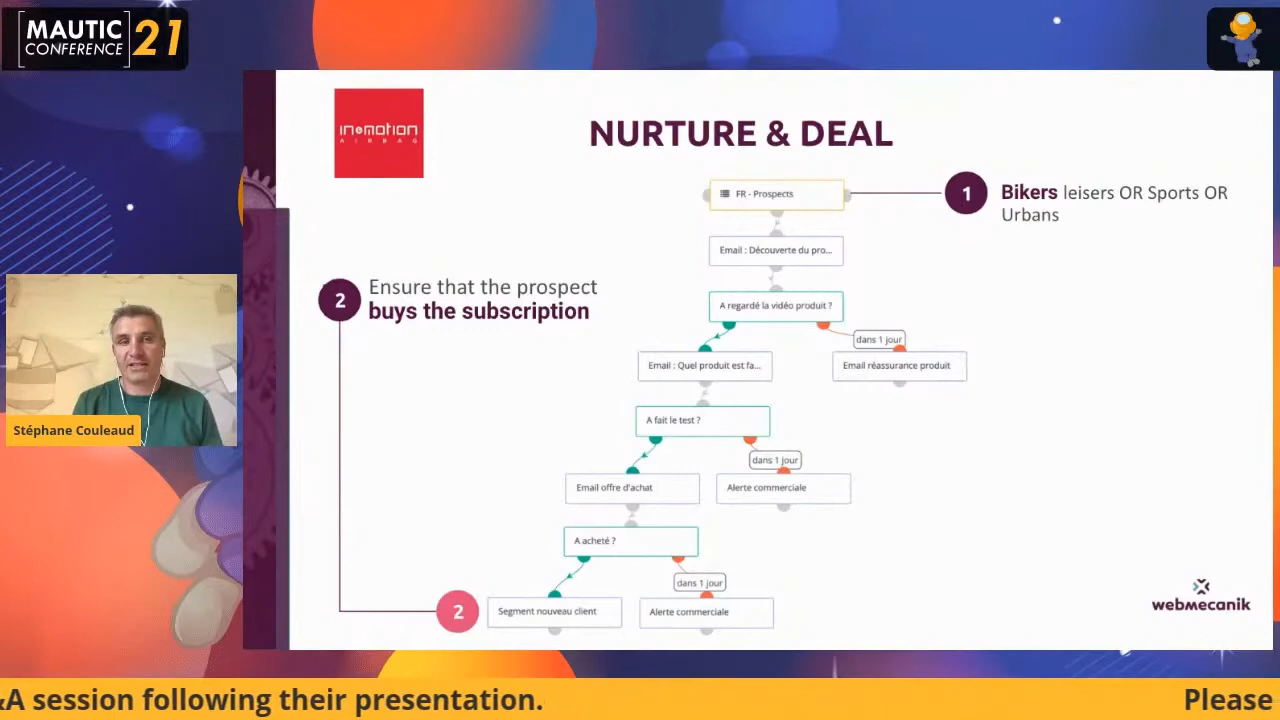 MAUTIC
CONFERENCE
21
in&motion
AIRBAG
NURTURE & DEAL
FR - Prospects
1
Bikers leisers OR Sports OR
Urbans
Email : Découverte du pro...
2
Ensure that the prospect
buys the subscription
A regardé la vidéo produit ?
dans 1 jour
Email : Quel produit est fa...
Email réassurance produit
A fait le test ?
dans 1 jour
Email offre d'achat
Alerte commerciale
A acheté ?
dans 1 jour
2
Segment nouveau client
Alerte commerciale
webmecanik
Stéphane Couleaud
&A session following their presentation.
Please